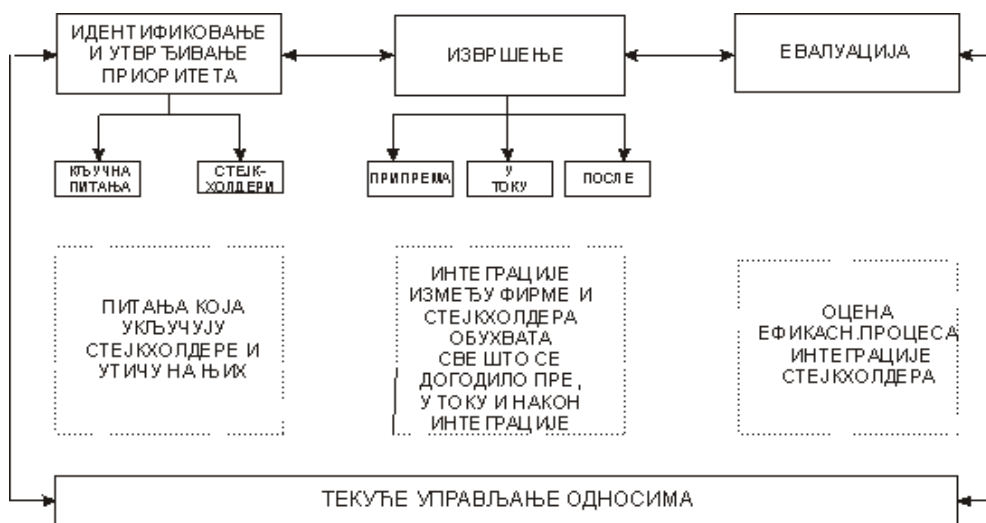 ИДЕНТИФИКОВАЊЕ
И УТВРЂИВАЊЕ
ПРИОРИТЕТА
ИЗВРШЕЊЕ
ЕВАЛУАЦИЈА
КЉУЧНА
ПИТАЊА
СТЕЈК-
ХОЛДЕРИ
ПРИПРЕМА
У
ТОКУ
ПОСЛЕ
ПИТАЊА КОЈА
УКЉУЧУЈУ
СТЕЈКХОЛДЕРЕ И
УТИЧУ НА ЊИХ
ИНТЕГРАЦИЈЕ
ИЗМЕЂУ ФИРМЕ И
СТЕЈКХОЛДЕРА
ОБУХВАТА
СВЕ ШТО СЕ
ДОГОДИЛО ПРЕ,
У ТОКУ И НАКОН
ИНТЕГРАЦИЈЕ
ОЦЕНА
ЕФИКАСН.ПРОЦЕСА
ИНТЕГРАЦИЈЕ
СТЕЈКХОЛДЕРА
ТЕКУЋЕ УПРАВЉАЊЕ ОДНОСИМА